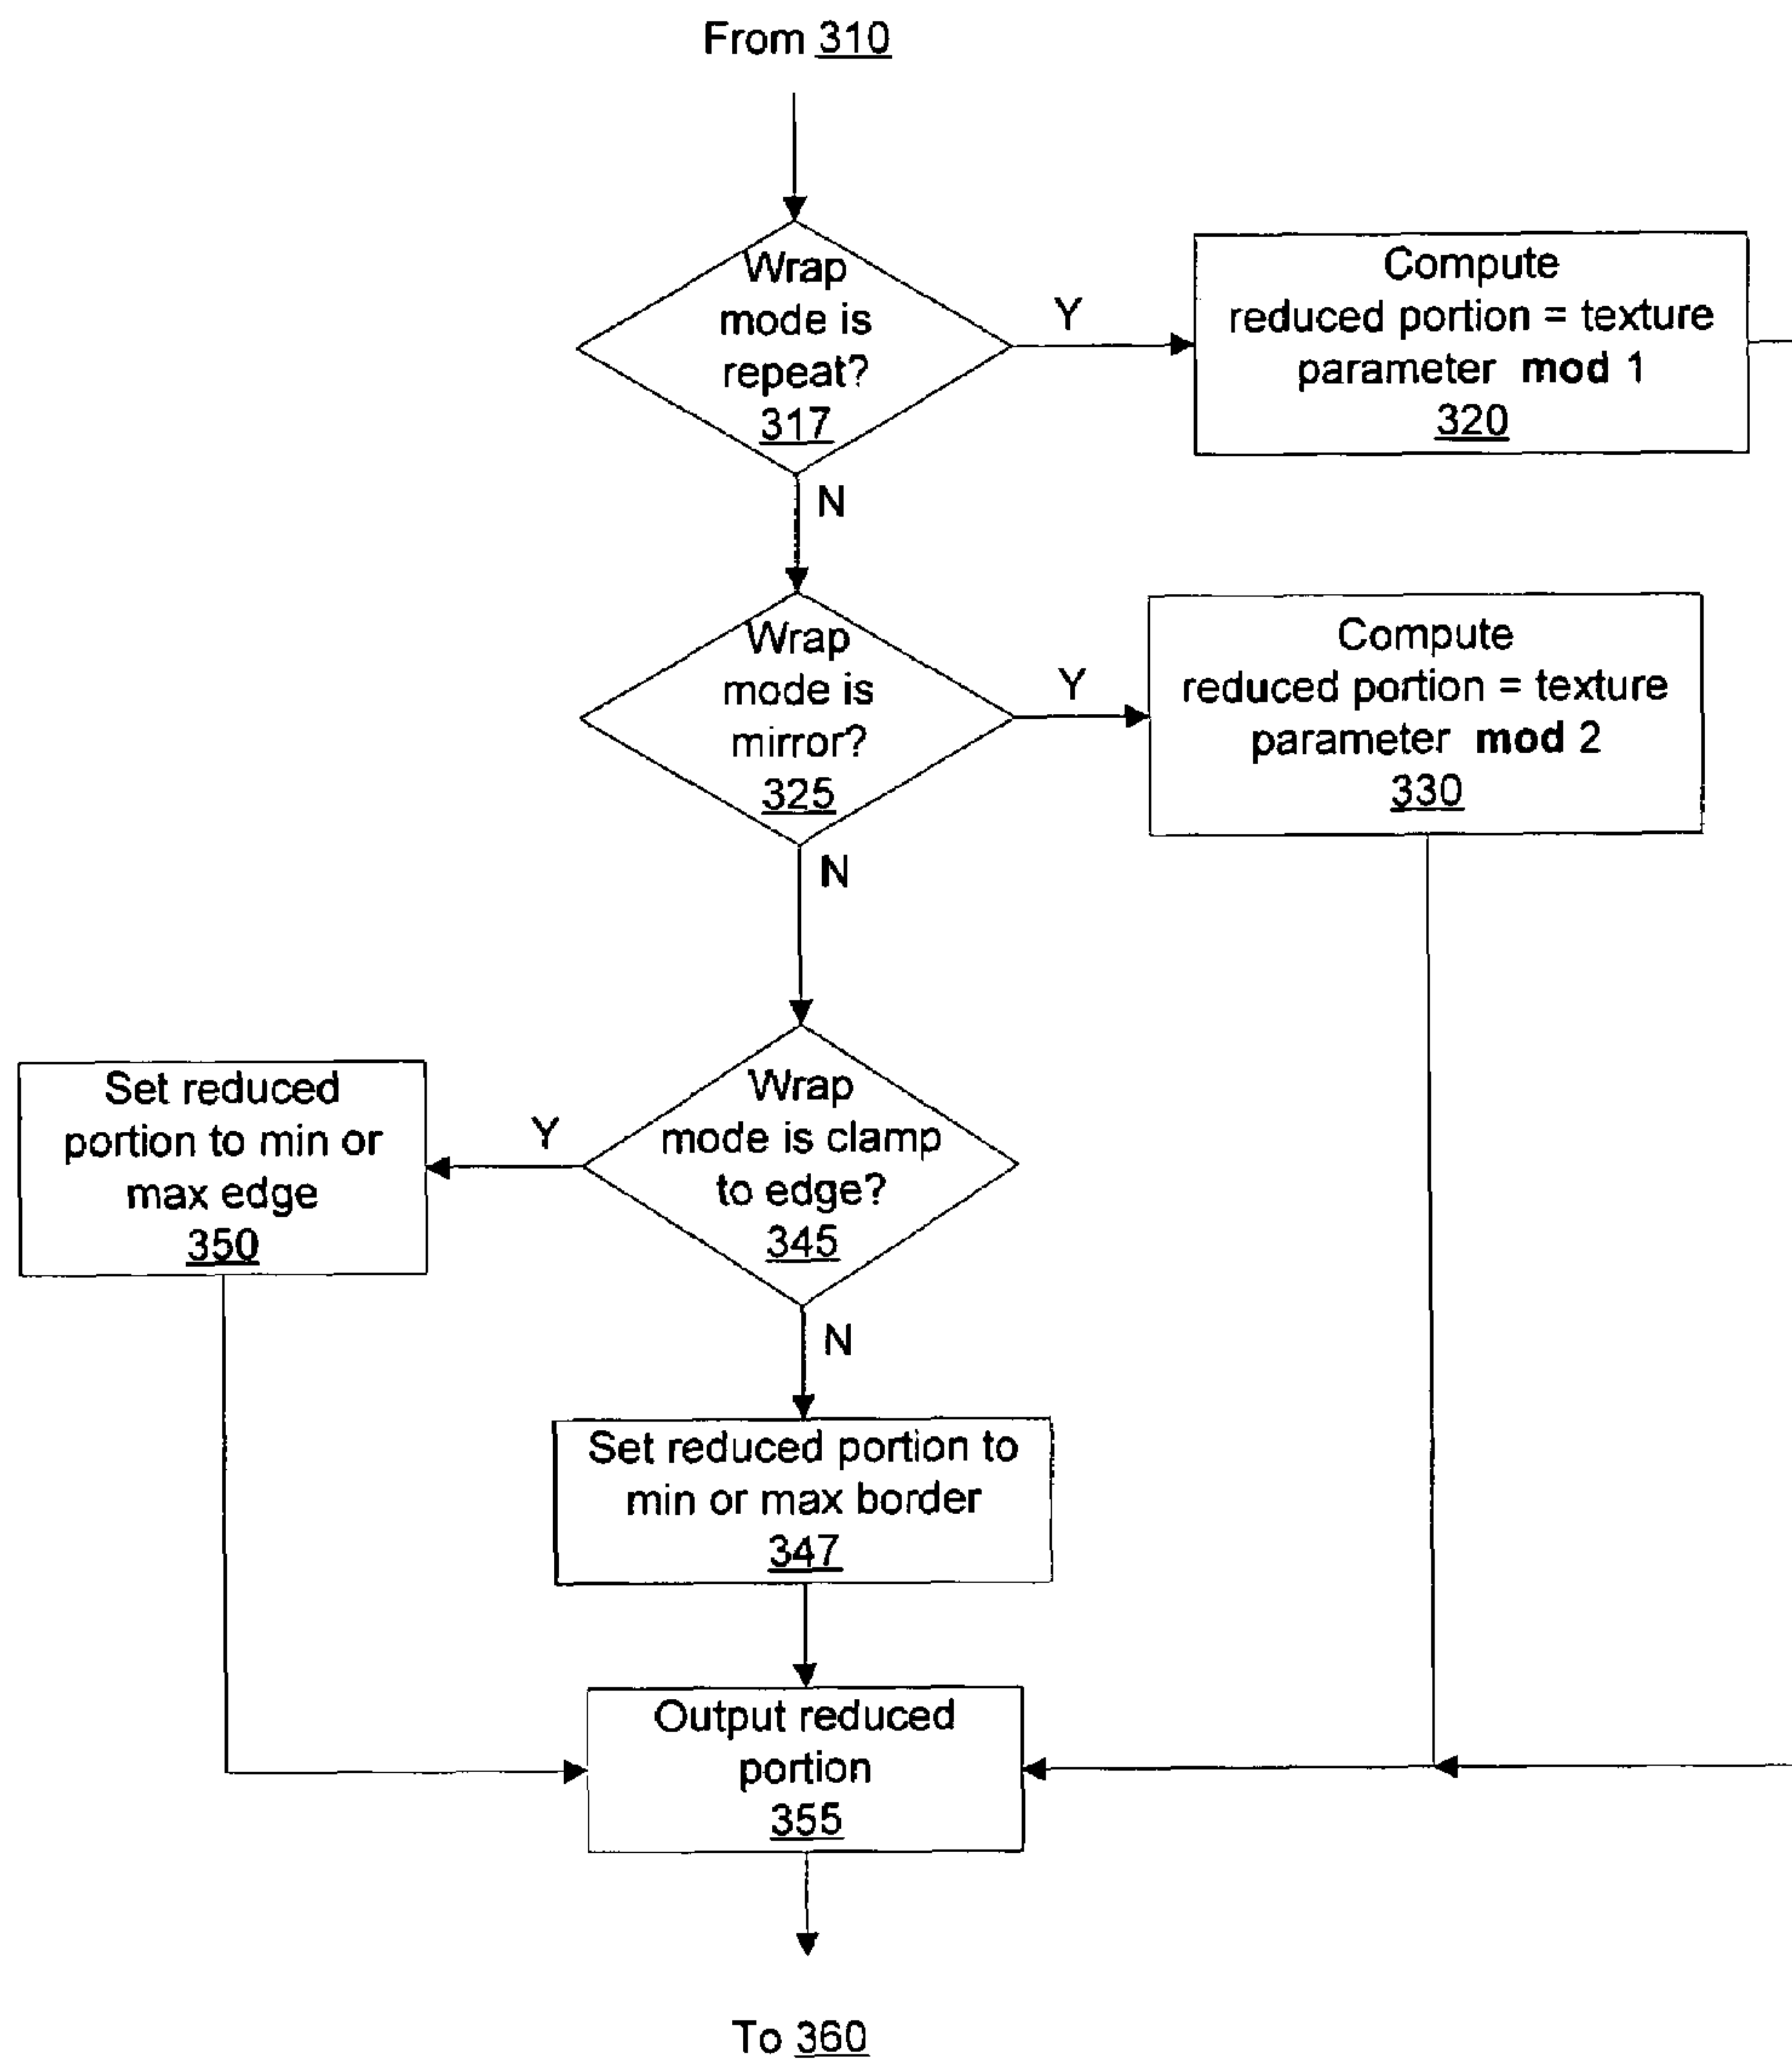 From 310
Wrap
mode is
repeat?
317
Y
Compute
reduced portion = texture
parameter mod 1
320
N
Wrap
mode is
mirror?
325
Y
Compute
reduced portion = texture
parameter mod 2
330
N
Wrap
mode is clamp
to edge?
345
Y
Set reduced
portion to min or
max edge
350
N
Set reduced portion to
min or max border
347
Output reduced
portion
355
To 360